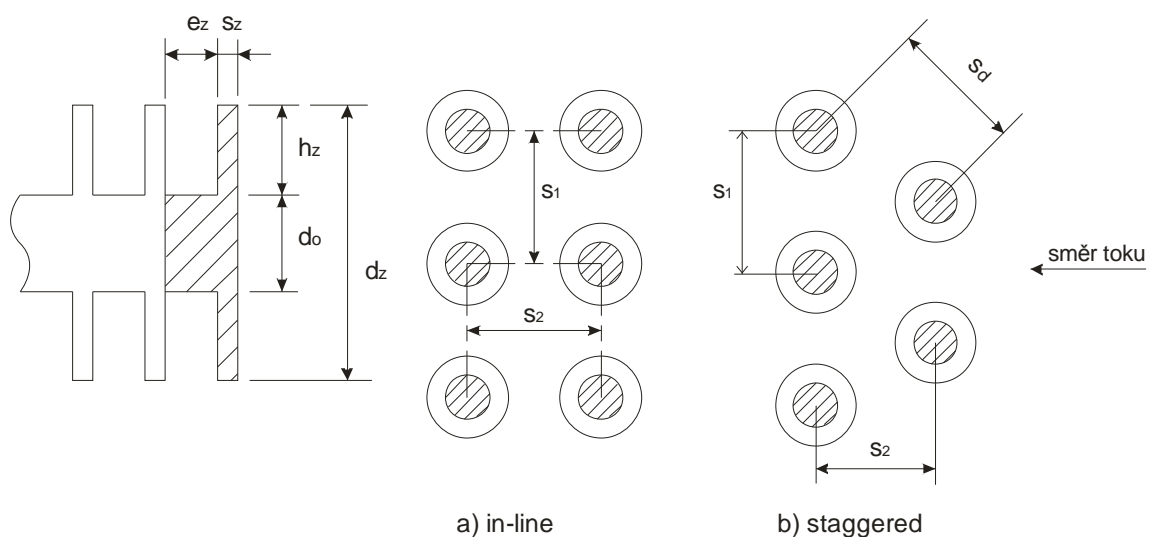 ez
sz
hz
do
dz
s1
s2
a) in-line
sd
s1
s2
směr toku
b) staggered